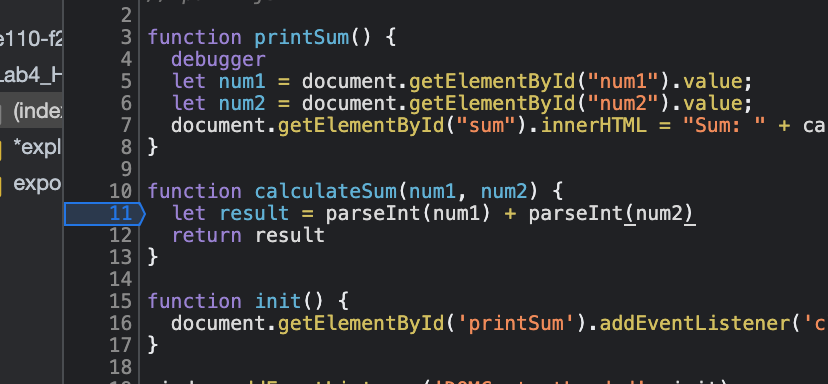 e110-f2
Lab4_H
(inde
*expl
expo
2
3 function printSum() {
4 debugger
5 let num1 = document.getElementById("num1").value;
6 let num2 = document.getElementById("num2").value;
7 document.getElementById("sum").innerHTML = "Sum: " + ca
8 }
9
10 function calculateSum(num1, num2) {
11 let result = parseInt(num1) + parseInt(num2)
12 return result
13 }
14
15 function init() {
16 document.getElementById('printSum').addEventListener('c
17 }
18